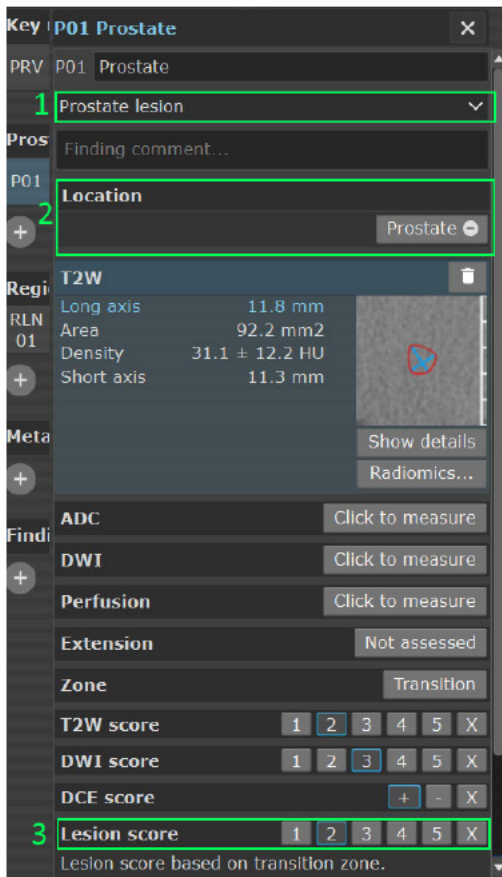 Key
P01 Prostate
PRV
P01 Prostate
1
Prostate lesion
Pros
Finding comment...
P01
2
Location
Prostate
Regi
T2W
RLN
01
Long axis 11.8 mm
Area 92.2 mm2
Density 31.1 ± 12.2 HU
Short axis 11.3 mm
Meta
Show details
Radiomics...
ADC Click to measure
Findi
DWI Click to measure
Perfusion Click to measure
Extension Not assessed
Zone Transition
T2W score 1 2 3 4 5 X
DWI score 1 2 3 4 5 X
DCE score + - X
3
Lesion score 1 2 3 4 5 X
Lesion score based on transition zone.